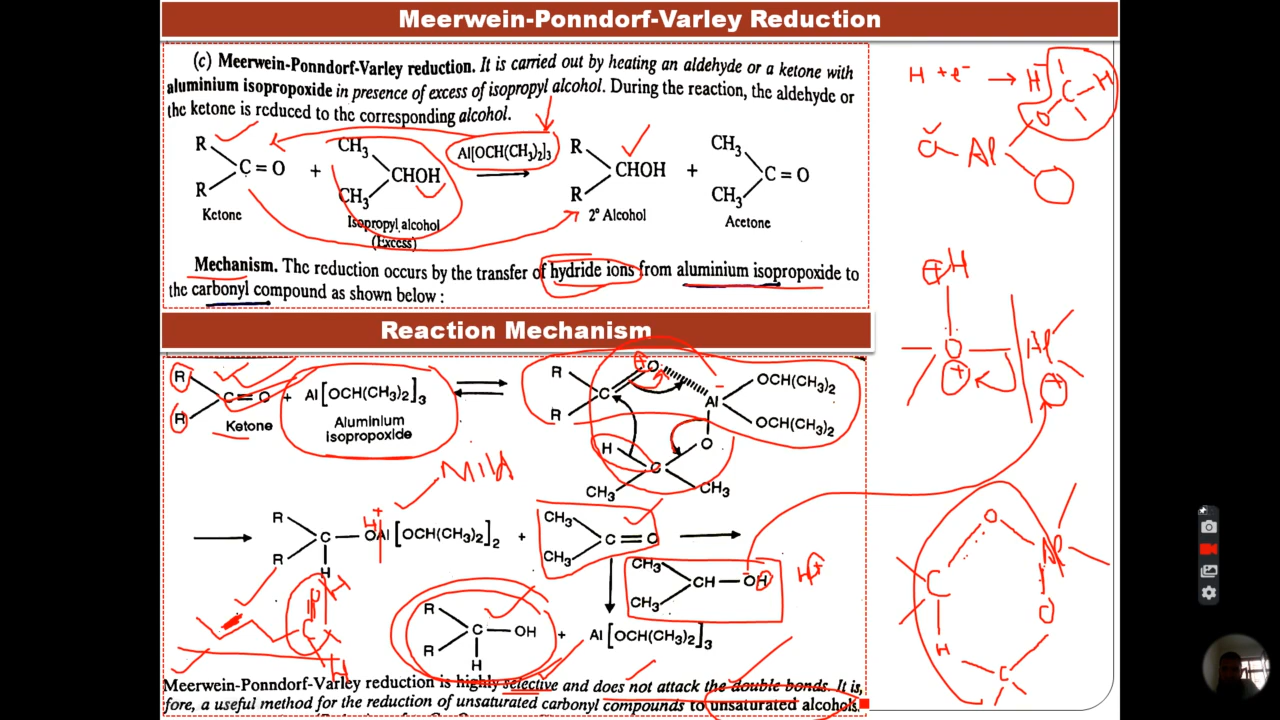 Meerwein-Ponndorf-Varley Reduction
(c) Meerwein-Ponndorf-Varley reduction. It is carried out by heating an aldehyde or a ketone with
aluminium isopropoxide in presence of excess of isopropyl alcohol. During the reaction, the aldehyde or
the ketone is reduced to the corresponding alcohol.
R CH3 Al[OCH(CH3)2]3 R CH3
C = O + CHOH CHOH + C = O
R CH3 R CH3
Ketone Isopropyl alcohol 2° Alcohol Acetone
(Excess)
Mechanism. The reduction occurs by the transfer of hydride ions from aluminium isopropoxide to
the carbonyl compound as shown below :
Reaction Mechanism
R R O OCH(CH3)2
C=O + Al[OCH(CH3)2]3 C Al
R R OCH(CH3)2
Ketone Aluminium
isopropoxide
H O
C
CH3 CH3
Mild
R CH3
C – OAl[OCH(CH3)2]2 + C = O
R CH3
H
CH3
CH – OH H+
CH3
R
C – OH + Al[OCH(CH3)2]3
R
H
Meerwein-Ponndorf-Varley reduction is highly selective and does not attack the double bonds. It is,
fore, a useful method for the reduction of unsaturated carbonyl compounds to unsaturated alcohols.
H + e- → H-
C – H
O
Al
H
O Al
O
C Al
O
H
C